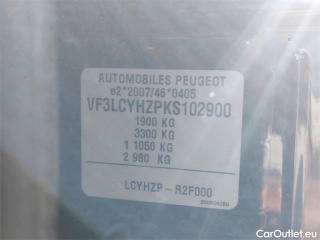 AUTOMOBILES PEUGEOT
e2*2007/46*0405
VF3LCYHZPKS102900
1900 KG
3300 KG
1 1050 KG
2 980 KG
LCYHZP-R2F000
CarOutlet.eu